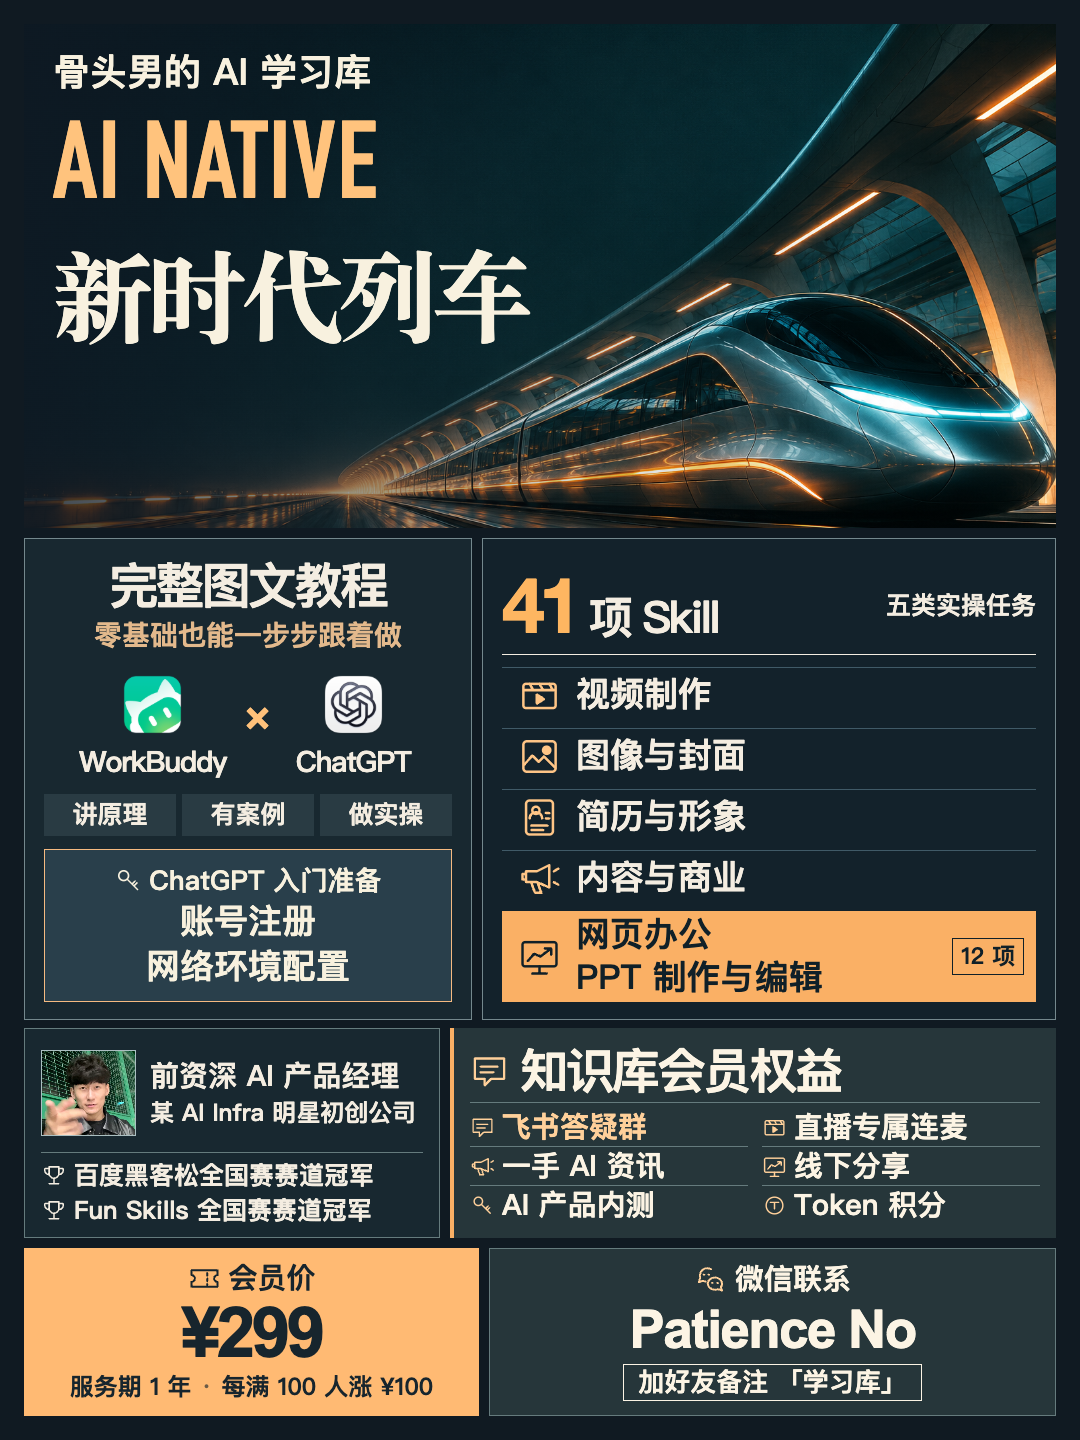 骨头男的 AI 学习库
AI NATIVE
新时代列车
完整图文教程
零基础也能一步步跟着做
×
WorkBuddy
ChatGPT
讲原理
有案例
做实操
ChatGPT 入门准备
账号注册
网络环境配置
41 项 Skill
五类实操任务
视频制作
图像与封面
简历与形象
内容与商业
网页办公
PPT 制作与编辑
12 项
前资深 AI 产品经理
某 AI Infra 明星初创公司
百度黑客松全国赛赛道冠军
Fun Skills 全国赛赛道冠军
知识库会员权益
飞书答疑群
直播专属连麦
一手 AI 资讯
线下分享
AI 产品内测
Token 积分
会员价
¥299
服务期 1 年 · 每满 100 人涨 ¥100
微信联系
Patience No
加好友备注 「学习库」